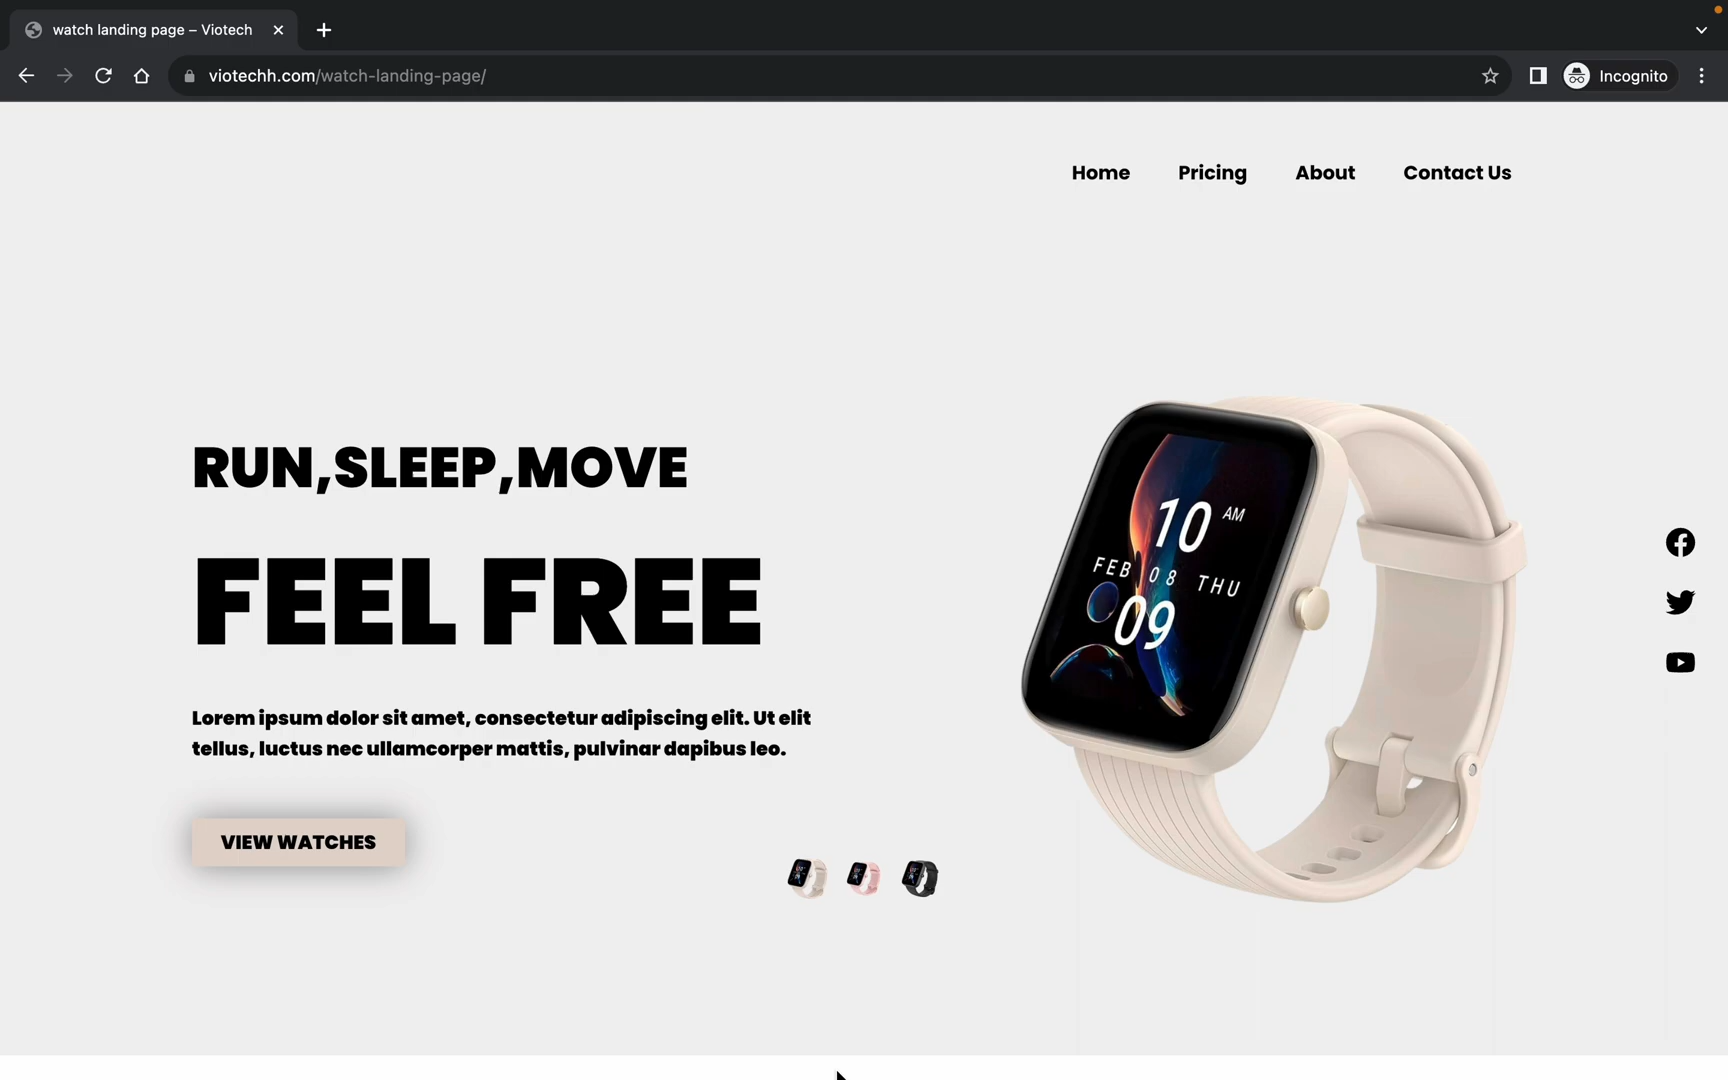 watch landing page – Viotech
viotechh.com/watch-landing-page/
Incognito
Home Pricing About Contact Us
RUN,SLEEP,MOVE
FEEL FREE
Lorem ipsum dolor sit amet, consectetur adipiscing elit. Ut elit
tellus, luctus nec ullamcorper mattis, pulvinar dapibus leo.
VIEW WATCHES
10 AM
FEB 08 THU
09